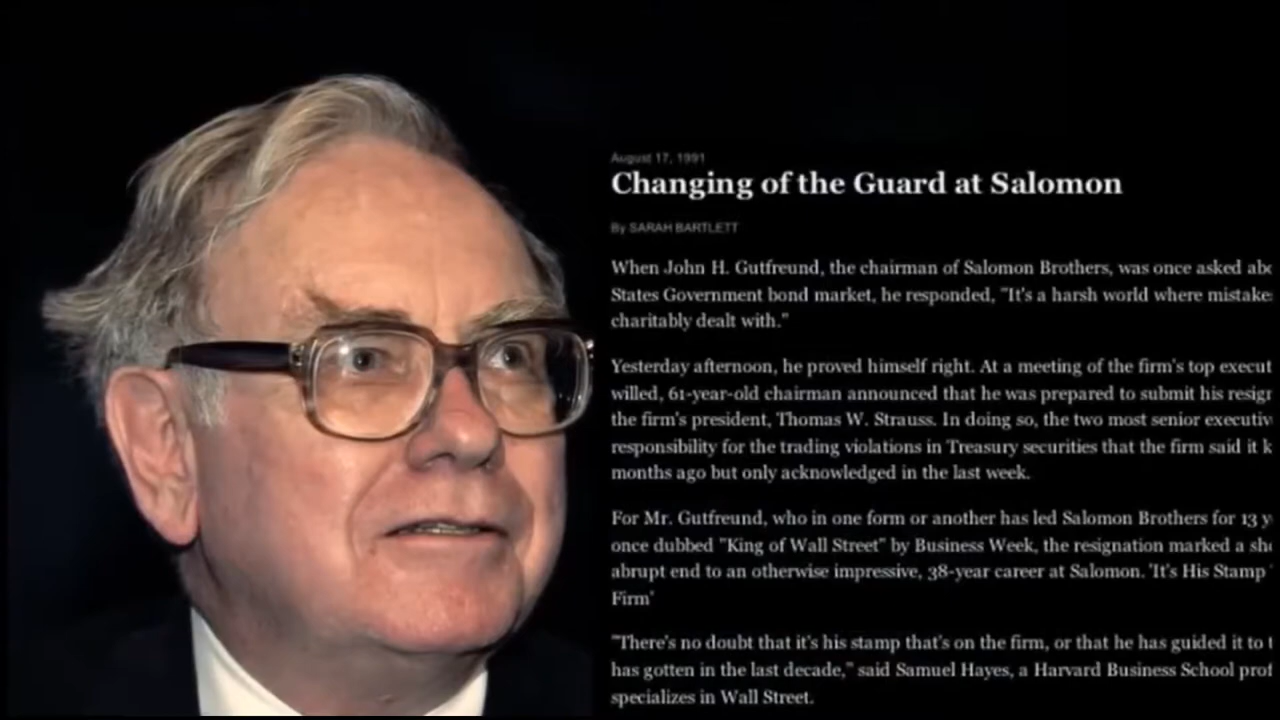 August 17, 1991
Changing of the Guard at Salomon
By SARAH BARTLETT
When John H. Gutfreund, the chairman of Salomon Brothers, was once asked
States Government bond market, he responded, "It's a harsh world where
charitably dealt with."
Yesterday afternoon, he proved himself right. At a meeting of the firm's top
willed, 61-year-old chairman announced that he was prepared to submit his
the firm's president, Thomas W. Strauss. In doing so, the two most senior
responsibility for the trading violations in Treasury securities that the firm said it
months ago but only acknowledged in the last week.
For Mr. Gutfreund, who in one form or another has led Salomon Brothers for 13
once dubbed "King of Wall Street" by Business Week, the resignation marked a
abrupt end to an otherwise impressive, 38-year career at Salomon. 'It's His Stamp
Firm'
"There's no doubt that it's his stamp that's on the firm, or that he has guided it to
has gotten in the last decade," said Samuel Hayes, a Harvard Business School
specializes in Wall Street.